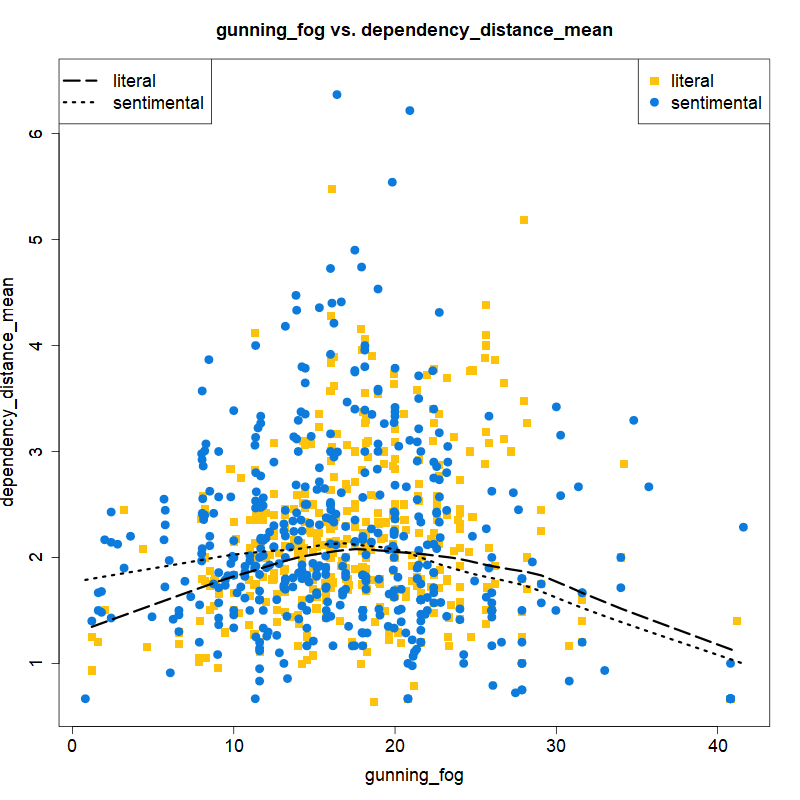 gunning_fog vs. dependency_distance_mean
literal
sentimental
literal
sentimental
dependency_distance_mean
6
5
4
3
2
1
0 10 20 30 40
gunning_fog